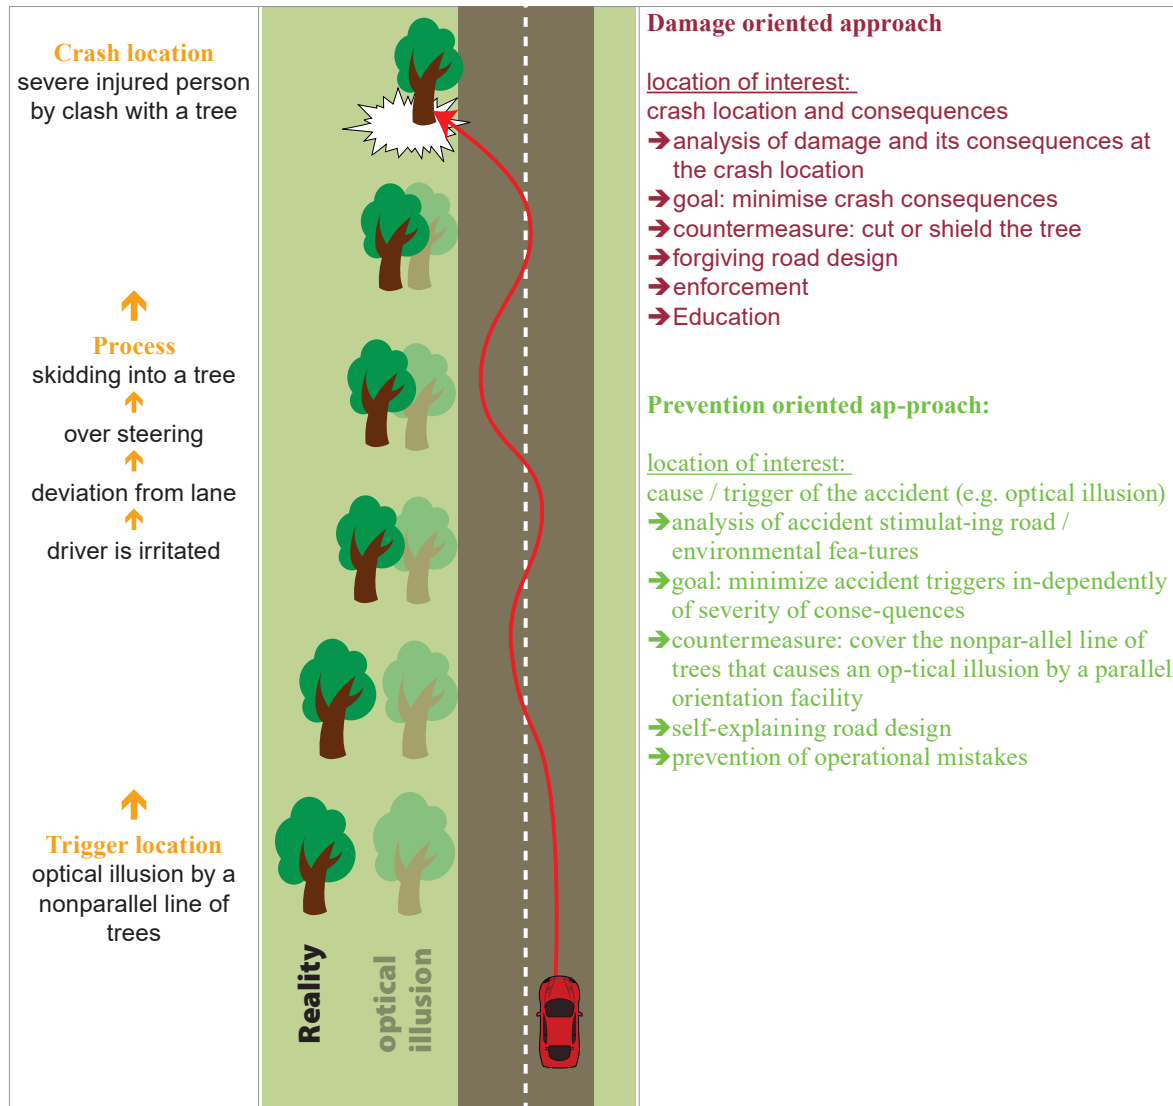 Crash location
severe injured person
by clash with a tree
Process
skidding into a tree
over steering
deviation from lane
driver is irritated
Trigger location
optical illusion by a
nonparallel line of
trees
Reality
optical
illusion
Damage oriented approach
location of interest:
crash location and consequences
➔analysis of damage and its consequences at
the crash location
➔goal: minimise crash consequences
➔countermeasure: cut or shield the tree
➔forgiving road design
➔enforcement
➔Education
Prevention oriented ap-proach:
location of interest:
cause / trigger of the accident (e.g. optical illusion)
➔analysis of accident stimulat-ing road /
environmental fea-tures
➔goal: minimize accident triggers in-dependently
of severity of conse-quences
➔countermeasure: cover the nonpar-allel line of
trees that causes an op-tical illusion by a parallel
orientation facility
➔self-explaining road design
➔prevention of operational mistakes